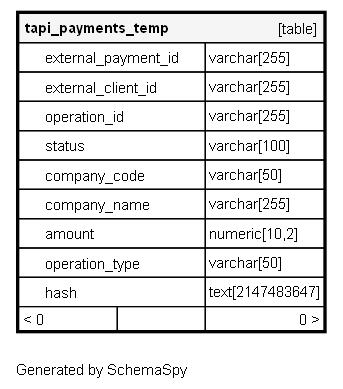 tapi_payments_temp [table]
external_payment_id varchar[255]
external_client_id varchar[255]
operation_id varchar[255]
status varchar[100]
company_code varchar[50]
company_name varchar[255]
amount numeric[10,2]
operation_type varchar[50]
hash text[2147483647]
< 0 0 >
Generated by SchemaSpy